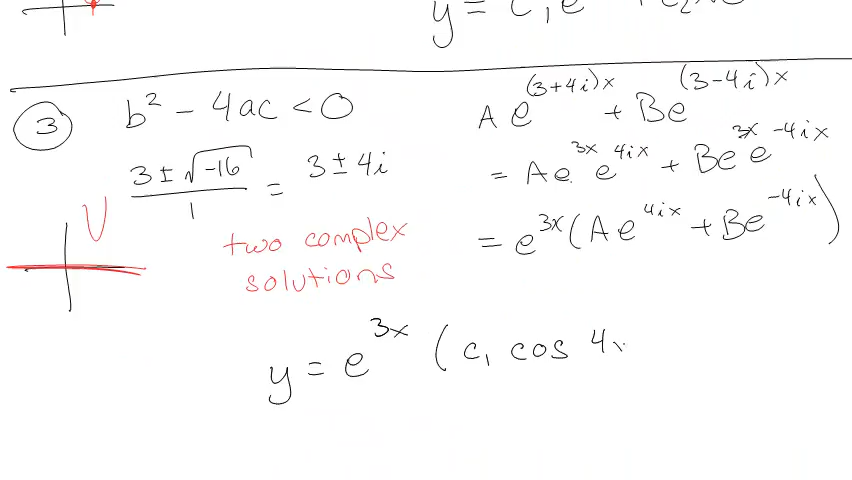 y = c₁e + c₂xe
③ b² - 4ac < 0
Ae^(3+4i)x + Be^(3-4i)x
(3 ± √-16)/1 = 3 ± 4i
= Ae^3x e^4ix + Be^3x e^-4ix
= e^3x (Ae^4ix + Be^-4ix)
two complex
solutions
y = e^3x (c₁ cos 4x